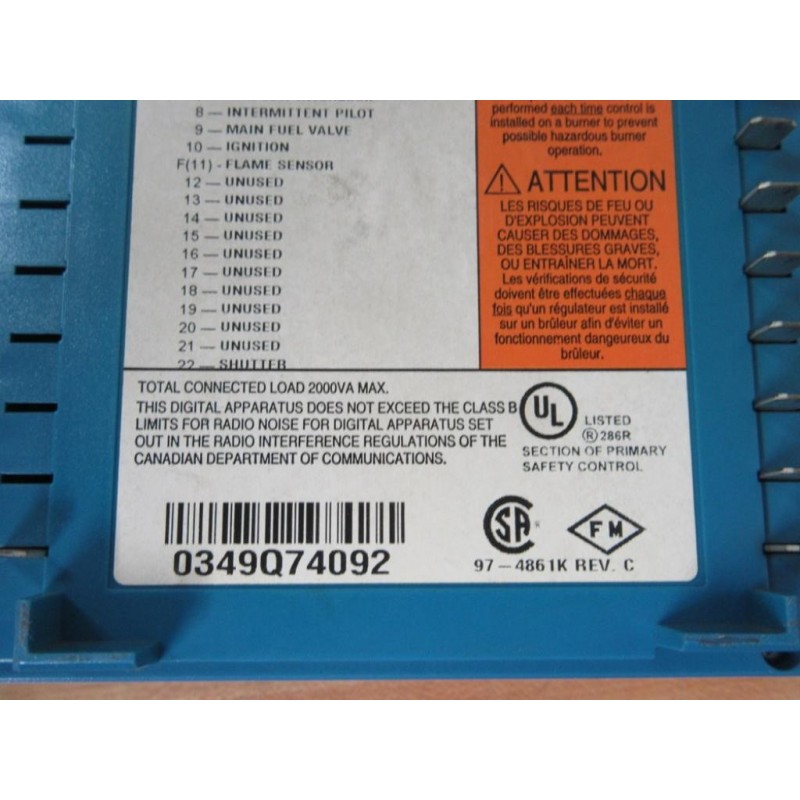 8 — INTERMITTENT PILOT
9 — MAIN FUEL VALVE
10 — IGNITION
F(11) - FLAME SENSOR
12 — UNUSED
13 — UNUSED
14 — UNUSED
15 — UNUSED
16 — UNUSED
17 — UNUSED
18 — UNUSED
19 — UNUSED
20 — UNUSED
21 — UNUSED
22 — SHUTTER
performed each time control is
installed on a burner to prevent
possible hazardous burner
operation.
ATTENTION
LES RISQUES DE FEU OU
D'EXPLOSION PEUVENT
CAUSER DES DOMMAGES,
DES BLESSURES GRAVES,
OU ENTRAÎNER LA MORT.
Les vérifications de sécurité
doivent être effectuées chaque
fois qu'un régulateur est installé
sur un brûleur afin d'éviter un
fonctionnement dangeureux du
brûleur.
TOTAL CONNECTED LOAD 2000VA MAX.
THIS DIGITAL APPARATUS DOES NOT EXCEED THE CLASS B
LIMITS FOR RADIO NOISE FOR DIGITAL APPARATUS SET
OUT IN THE RADIO INTERFERENCE REGULATIONS OF THE
CANADIAN DEPARTMENT OF COMMUNICATIONS.
UL
LISTED
® 286R
SECTION OF PRIMARY
SAFETY CONTROL
0349Q74092
SA ®
FM
97 – 4861K REV. C